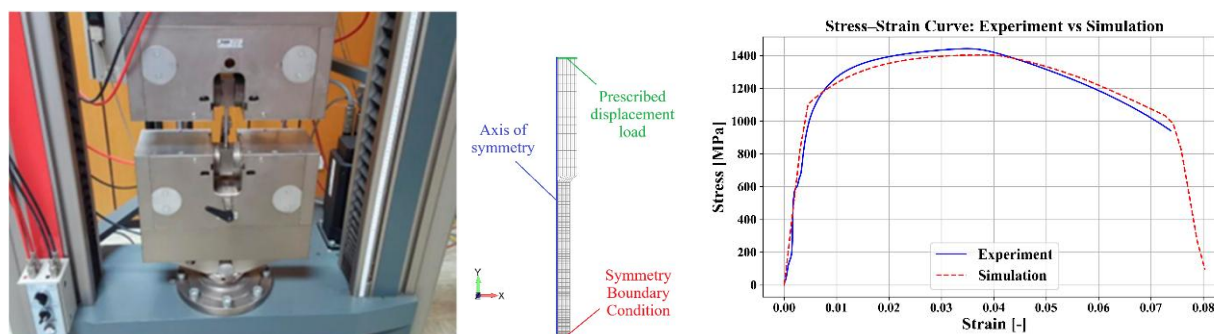 Axis of
symmetry
Prescribed
displacement
load
Symmetry
Boundary
Condition
Y
X
Stress–Strain Curve: Experiment vs Simulation
Stress [MPa]
1400
1200
1000
800
600
400
200
0
Experiment
Simulation
0.00 0.01 0.02 0.03 0.04 0.05 0.06 0.07 0.08
Strain [-]